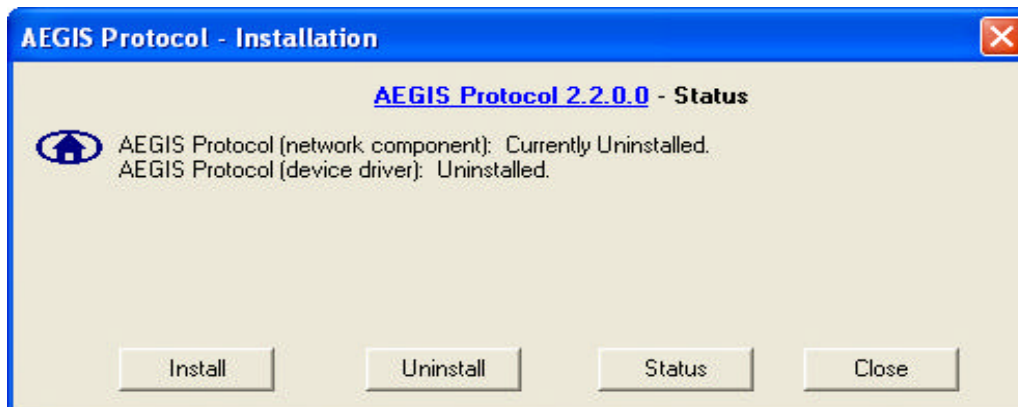 AEGIS Protocol - Installation
AEGIS Protocol 2.2.0.0 - Status
AEGIS Protocol (network component): Currently Uninstalled.
AEGIS Protocol (device driver): Uninstalled.
Install Uninstall Status Close